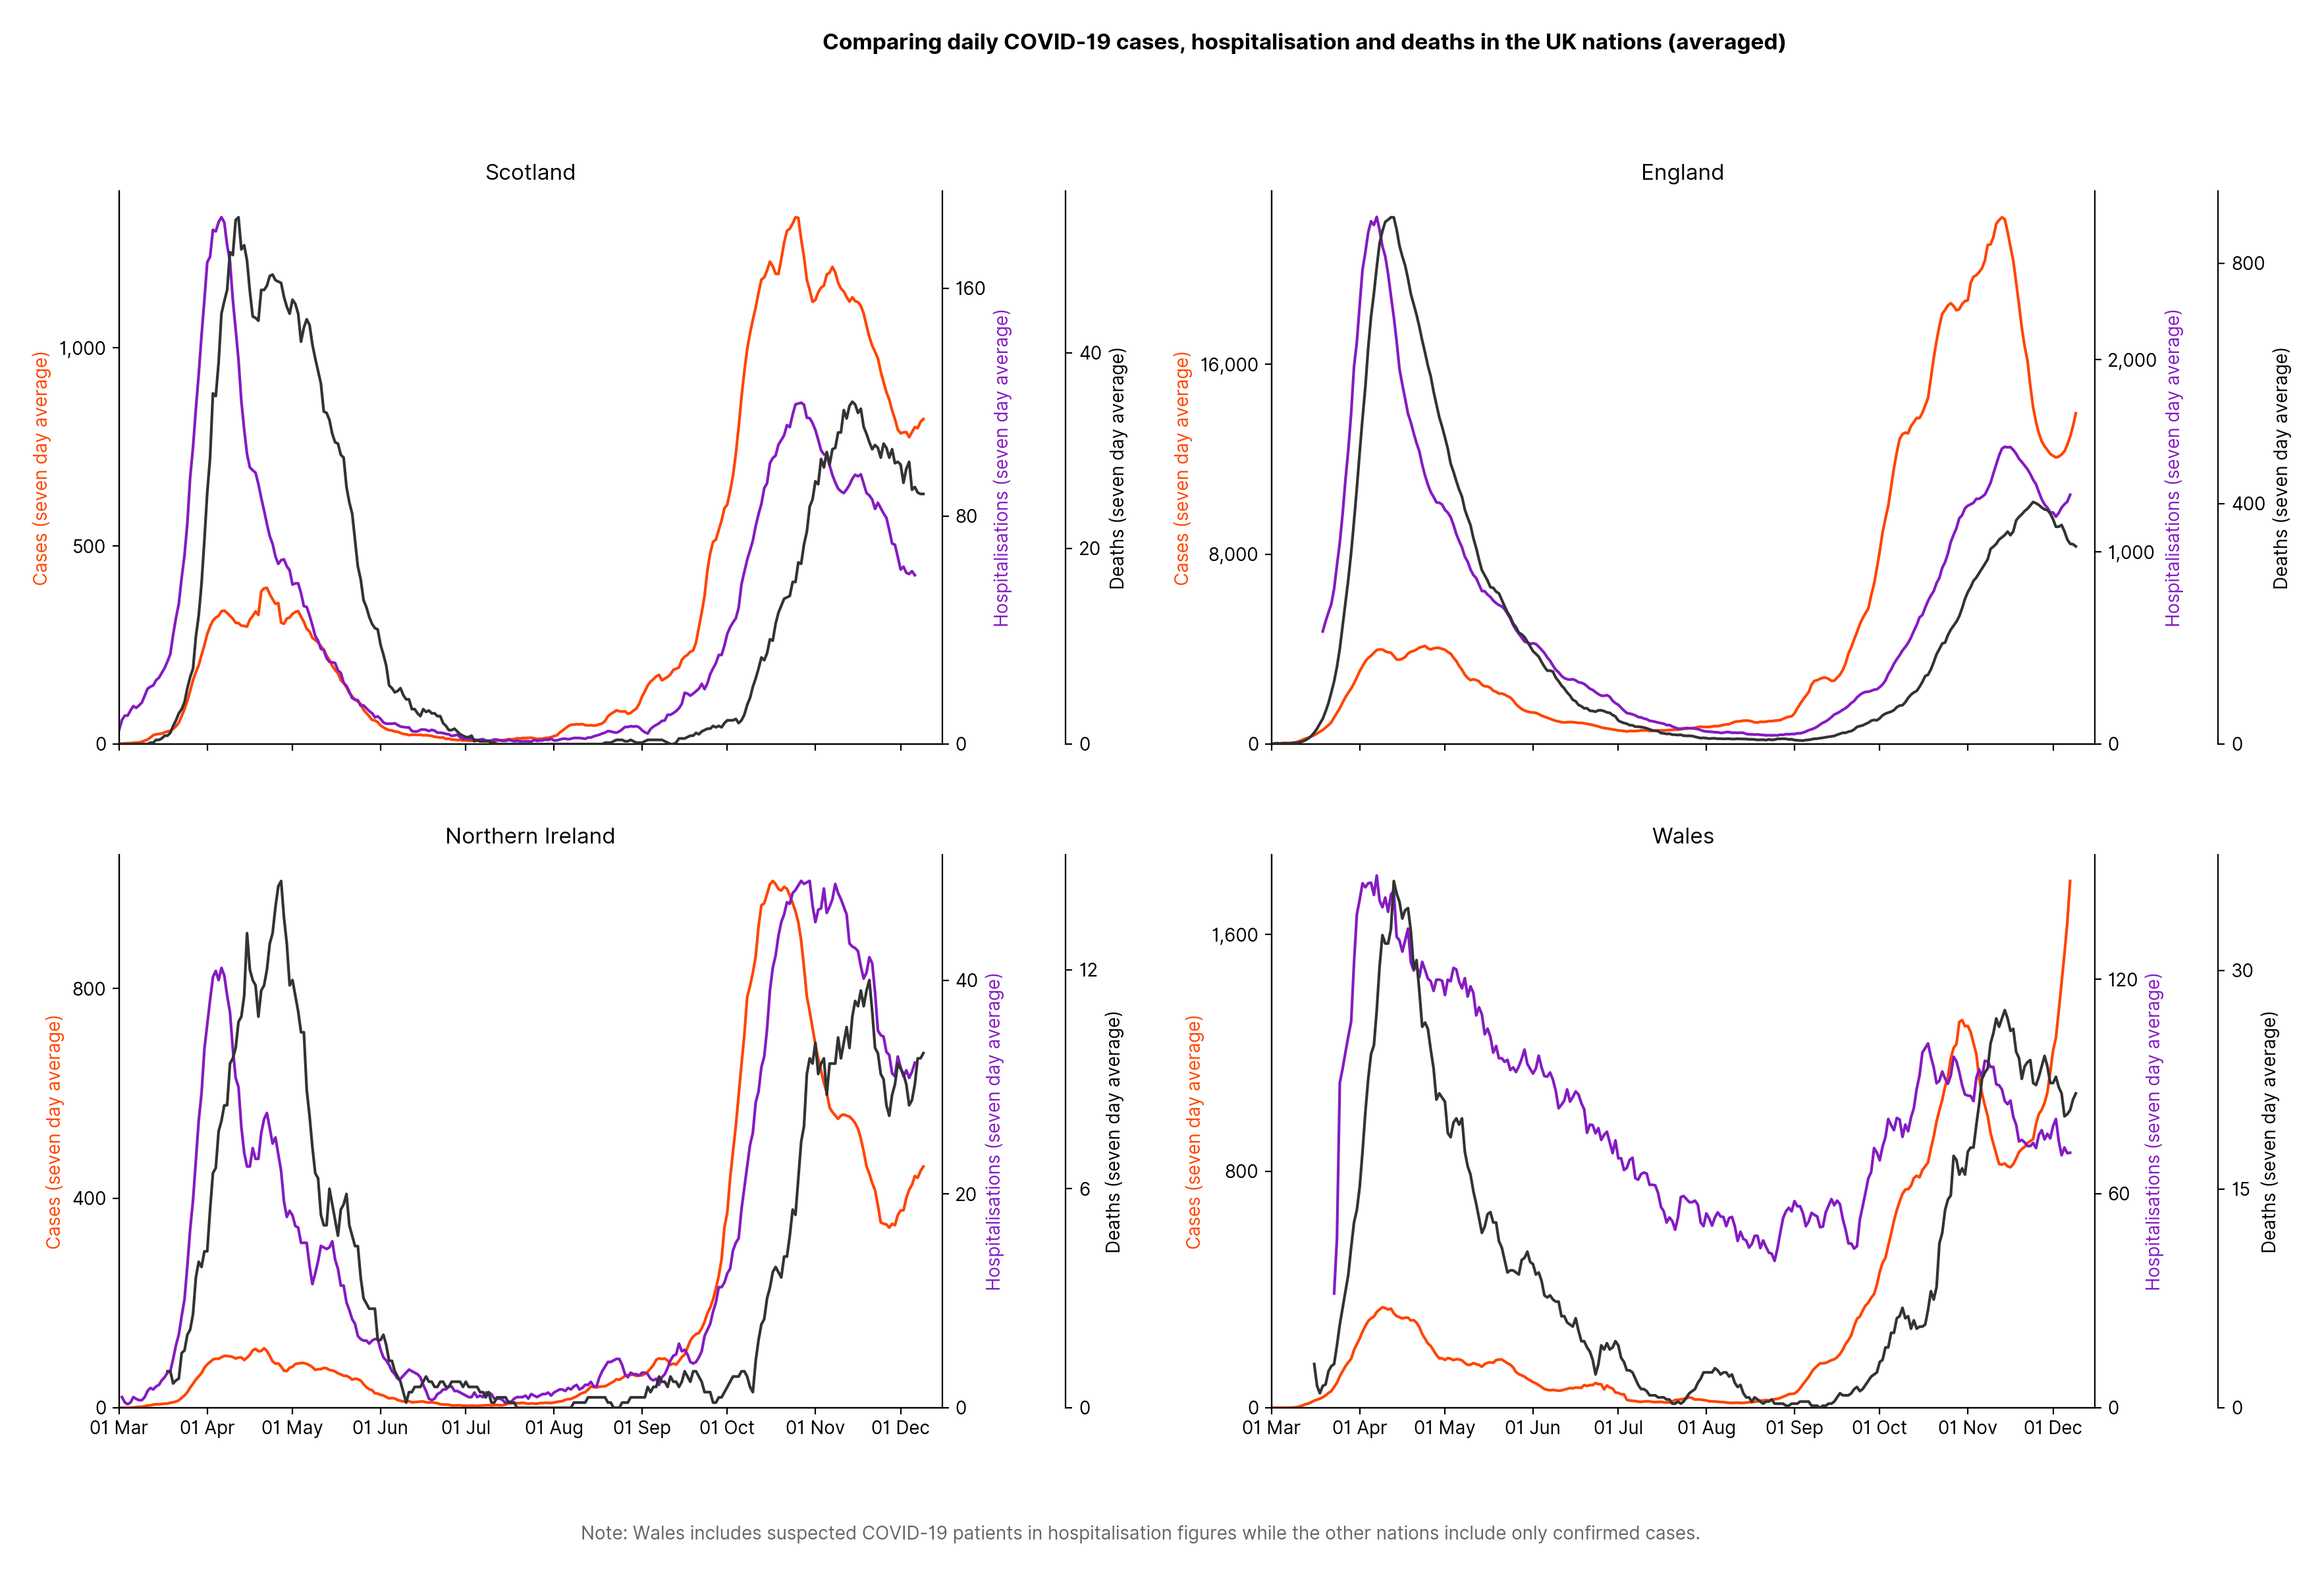 Comparing daily COVID-19 cases, hospitalisation and deaths in the UK nations (averaged)
Scotland
Cases (seven day average)
1,000
500
0
160
80
0
Hospitalisations (seven day average)
40
20
0
Deaths (seven day average)
England
Cases (seven day average)
16,000
8,000
0
2,000
1,000
0
Hospitalisations (seven day average)
800
400
0
Deaths (seven day average)
Northern Ireland
Cases (seven day average)
800
400
0
40
20
0
Hospitalisations (seven day average)
12
6
0
Deaths (seven day average)
01 Mar 01 Apr 01 May 01 Jun 01 Jul 01 Aug 01 Sep 01 Oct 01 Nov 01 Dec
Wales
Cases (seven day average)
1,600
800
0
120
60
0
Hospitalisations (seven day average)
30
15
0
Deaths (seven day average)
01 Mar 01 Apr 01 May 01 Jun 01 Jul 01 Aug 01 Sep 01 Oct 01 Nov 01 Dec
Note: Wales includes suspected COVID-19 patients in hospitalisation figures while the other nations include only confirmed cases.